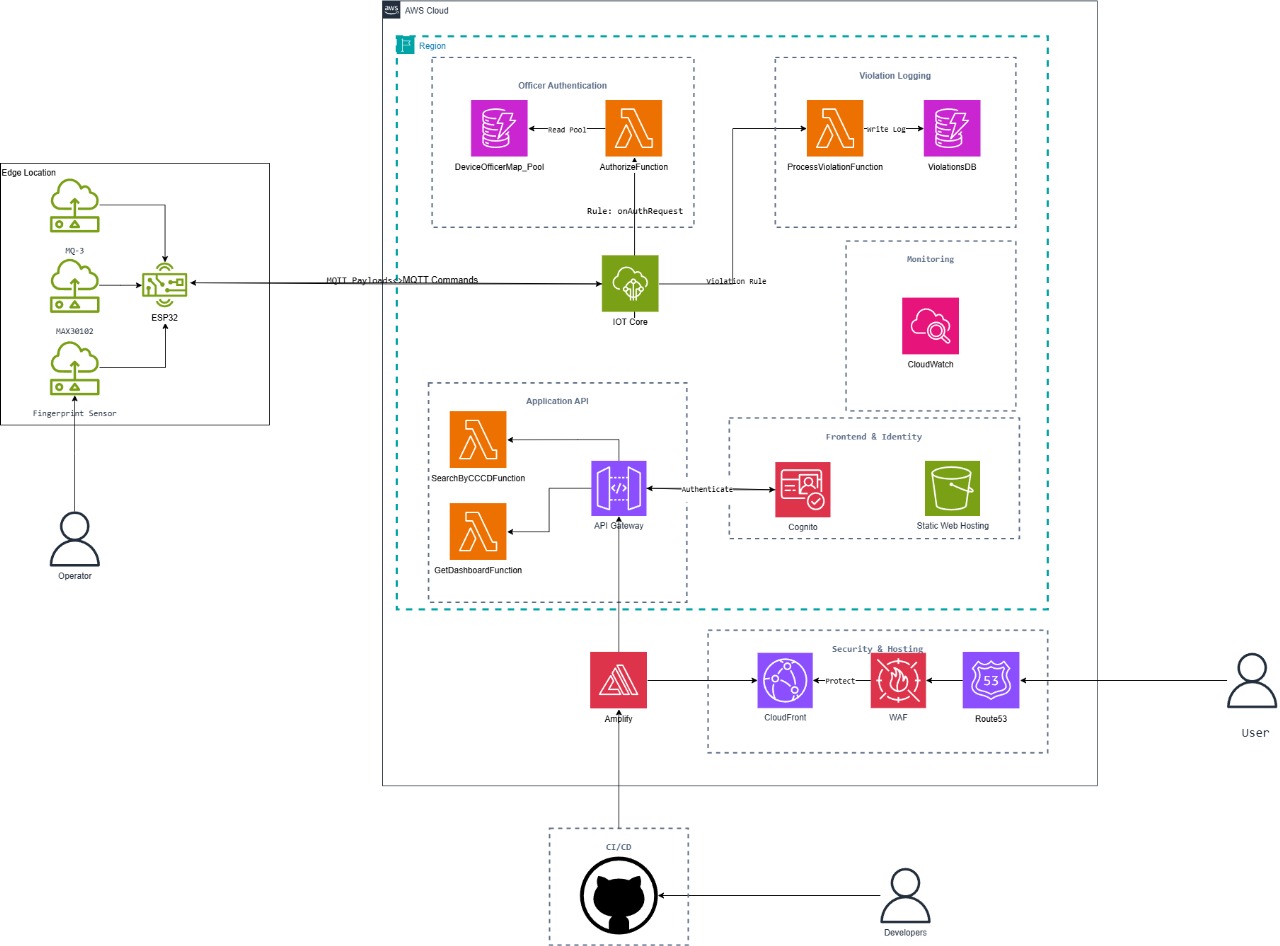 aws
AWS Cloud
Region
Officer Authentication
Violation Logging
Read Pool
Write Log
DeviceOfficerMap_Pool
AuthorizeFunction
ProcessViolationFunction
ViolationsDB
Edge Location
Rule: onAuthRequest
MQ-3
Monitoring
MQTT Payloads<>MQTT Commands
Violation Rule
ESP32
IOT Core
MAX30102
CloudWatch
Fingerprint Sensor
Application API
Frontend & Identity
SearchByCCCDFunction
Authenticate
API Gateway
Cognito
Static Web Hosting
GetDashboardFunction
Operator
Security & Hosting
Protect
53
Amplify
CloudFront
WAF
Route53
User
CI/CD
Developers